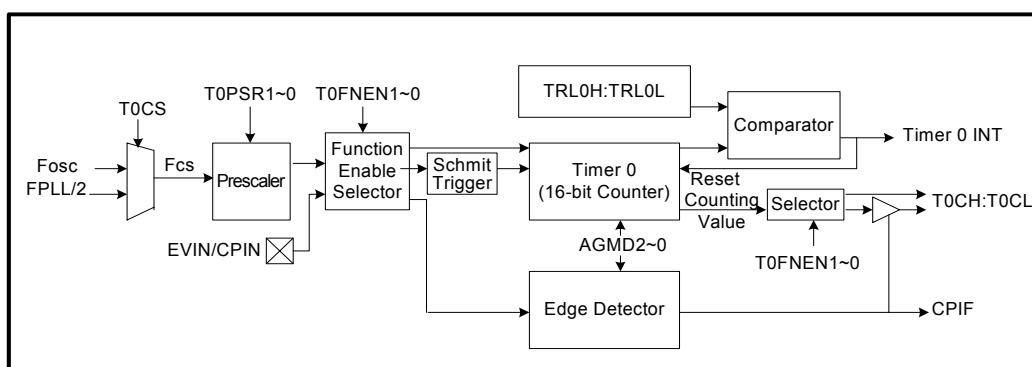 TRL0H:TRL0L
T0PSR1~0
T0FNEN1~0
T0CS
Comparator
Timer 0 INT
Fosc
FPLL/2
Fcs
Prescaler
Function
Enable
Selector
Schmit
Trigger
Timer 0
(16-bit Counter)
Reset
Counting
Value
Selector
T0CH:T0CL
EVIN/CPIN
AGMD2~0
T0FNEN1~0
Edge Detector
CPIF